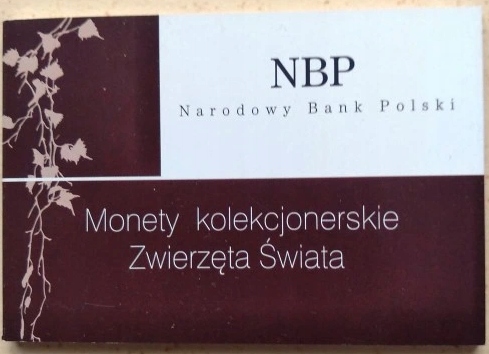 NBP
Narodowy Bank Polski
Monety kolekcjonerskie
Zwierzęta Świata